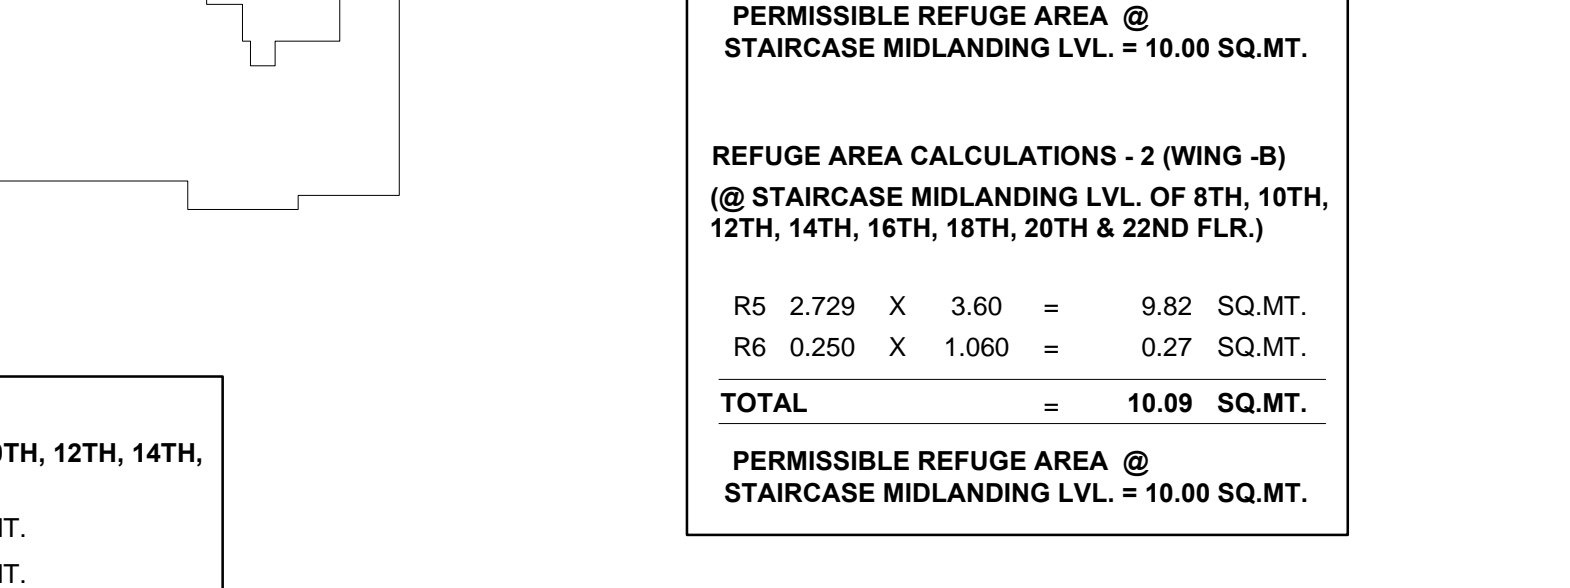 PERMISSIBLE REFUGE AREA @
STAIRCASE MIDLANDING LVL. = 10.00 SQ.MT.
REFUGE AREA CALCULATIONS - 2 (WING -B)
(@ STAIRCASE MIDLANDING LVL. OF 8TH, 10TH,
12TH, 14TH, 16TH, 18TH, 20TH & 22ND FLR.)
R5 2.729 X 3.60 = 9.82 SQ.MT.
R6 0.250 X 1.060 = 0.27 SQ.MT.
TOTAL = 10.09 SQ.MT.
PERMISSIBLE REFUGE AREA @
STAIRCASE MIDLANDING LVL. = 10.00 SQ.MT.
12TH, 14TH,